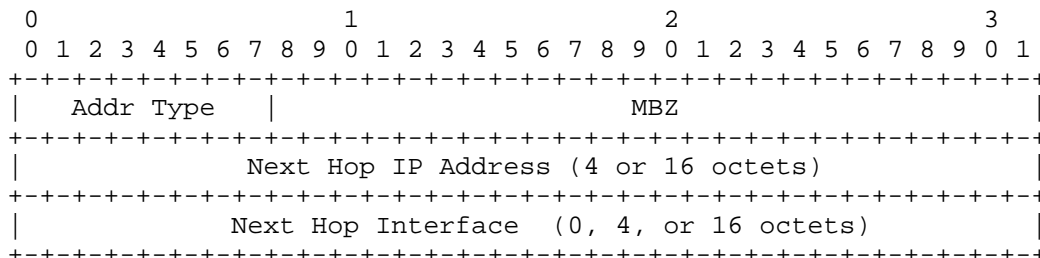 0                   1                   2                   3
 0 1 2 3 4 5 6 7 8 9 0 1 2 3 4 5 6 7 8 9 0 1 2 3 4 5 6 7 8 9 0 1
+-+-+-+-+-+-+-+-+-+-+-+-+-+-+-+-+-+-+-+-+-+-+-+-+-+-+-+-+-+-+-+-+
|   Addr Type   |                      MBZ                      |
+-+-+-+-+-+-+-+-+-+-+-+-+-+-+-+-+-+-+-+-+-+-+-+-+-+-+-+-+-+-+-+-+
|              Next Hop IP Address (4 or 16 octets)             |
+-+-+-+-+-+-+-+-+-+-+-+-+-+-+-+-+-+-+-+-+-+-+-+-+-+-+-+-+-+-+-+-+
|             Next Hop Interface  (0, 4, or 16 octets)          |
+-+-+-+-+-+-+-+-+-+-+-+-+-+-+-+-+-+-+-+-+-+-+-+-+-+-+-+-+-+-+-+-+